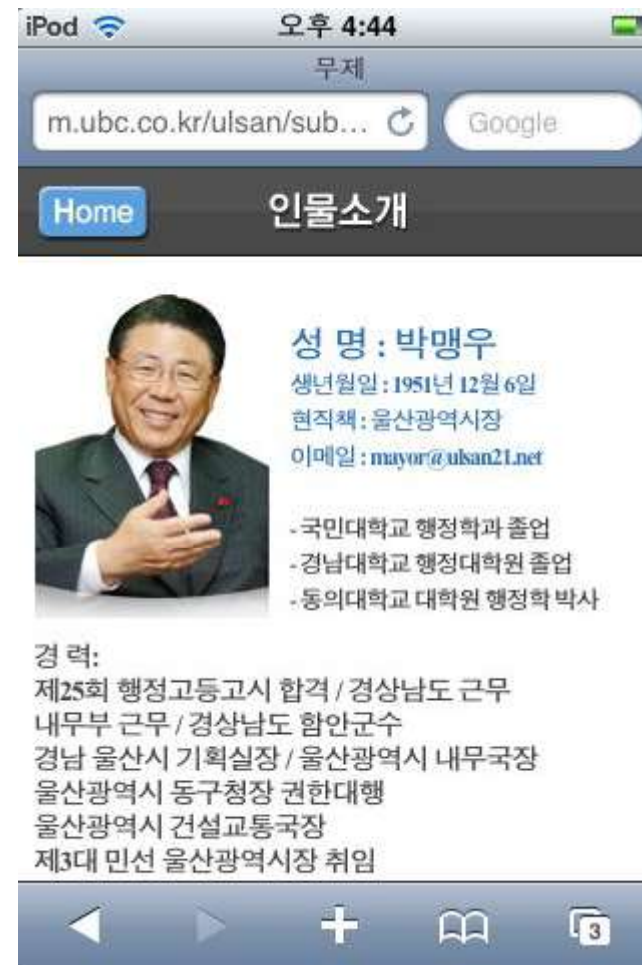 iPod 오후 4:44
무제
m.ubc.co.kr/ulsan/sub... Google
Home 인물소개
성 명 : 박맹우
생년월일 : 1951년 12월 6일
현직책 : 울산광역시장
이메일 : mayor@ulsan21.net
- 국민대학교 행정학과 졸업
- 경남대학교 행정대학원 졸업
- 동의대학교 대학원 행정학 박사
경 력:
제25회 행정고등고시 합격 / 경상남도 근무
내무부 근무 / 경상남도 함안군수
경남 울산시 기획실장 / 울산광역시 내무국장
울산광역시 동구청장 권한대행
울산광역시 건설교통국장
제3대 민선 울산광역시장 취임
3